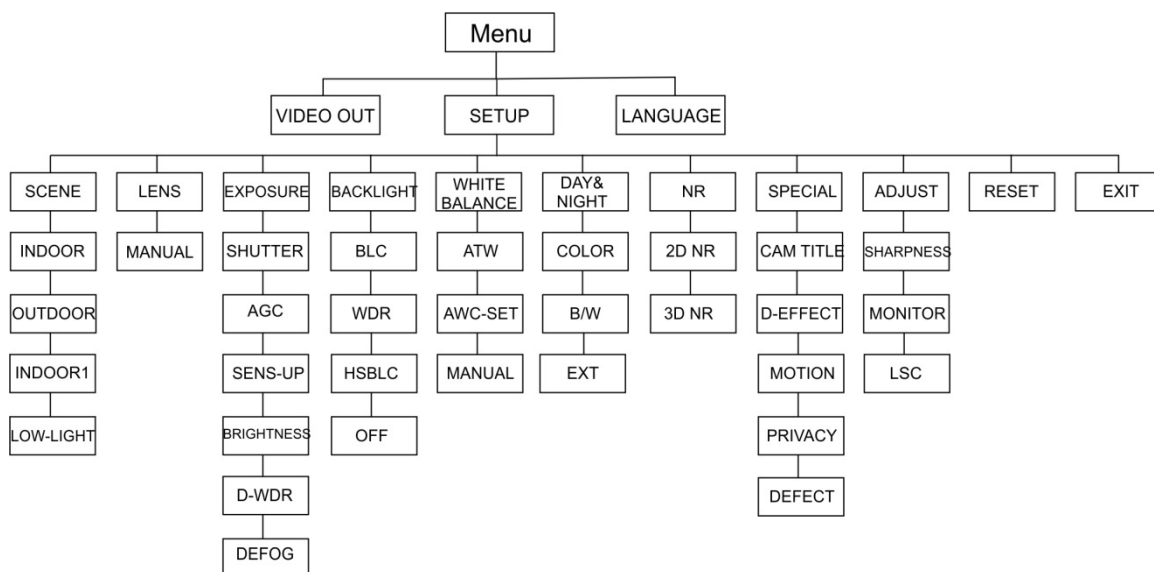 Menu
VIDEO OUT
SETUP
LANGUAGE
SCENE
LENS
EXPOSURE
BACKLIGHT
WHITE
BALANCE
DAY&
NIGHT
NR
SPECIAL
ADJUST
RESET
EXIT
INDOOR
MANUAL
SHUTTER
BLC
ATW
COLOR
2D NR
CAM TITLE
SHARPNESS
OUTDOOR
AGC
WDR
AWC-SET
B/W
3D NR
D-EFFECT
MONITOR
INDOOR1
SENS-UP
HSBLC
MANUAL
EXT
MOTION
LSC
LOW-LIGHT
BRIGHTNESS
OFF
PRIVACY
D-WDR
DEFECT
DEFOG